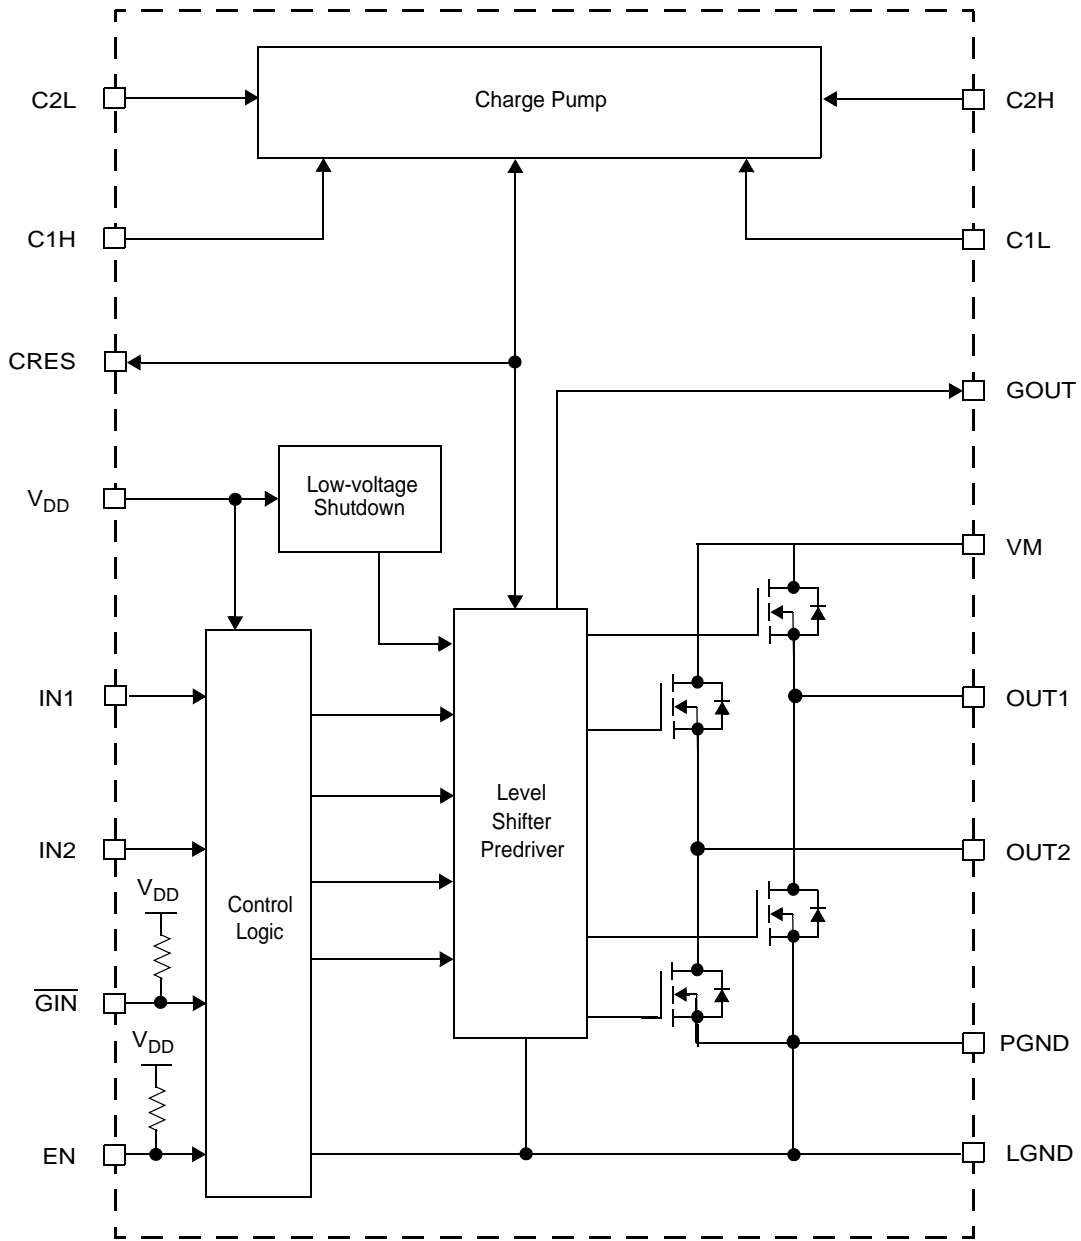 C2L
Charge Pump
C2H
C1H
C1L
CRES
GOUT
VDD
Low-voltage
Shutdown
VM
IN1
OUT1
Level
Shifter
Predriver
IN2
OUT2
VDD
Control
Logic
GIN
VDD
PGND
EN
LGND